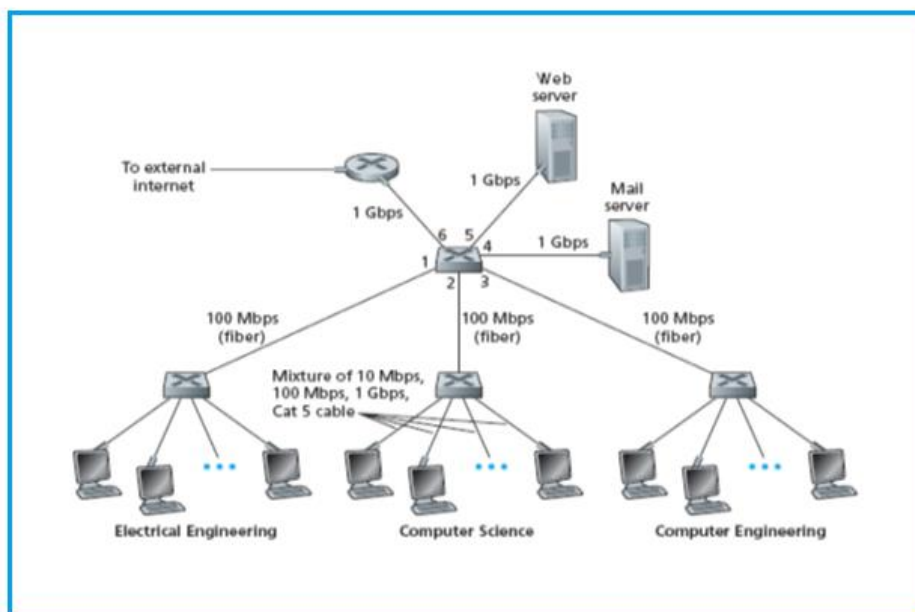 Web
server
To external
internet
1 Gbps
Mail
server
1 Gbps
6 5
4
1 Gbps
1
2 3
100 Mbps
(fiber)
100 Mbps
(fiber)
100 Mbps
(fiber)
Mixture of 10 Mbps,
100 Mbps, 1 Gbps,
Cat 5 cable
Electrical Engineering
Computer Science
Computer Engineering